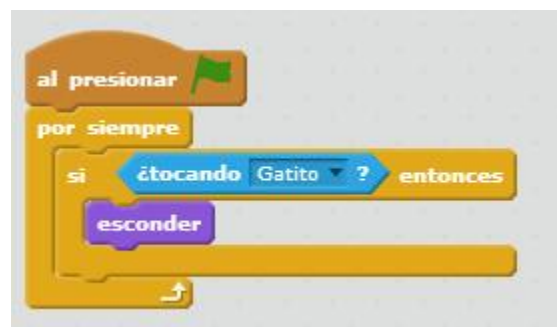 al presionar
por siempre
si ¿tocando Gatito ? entonces
esconder